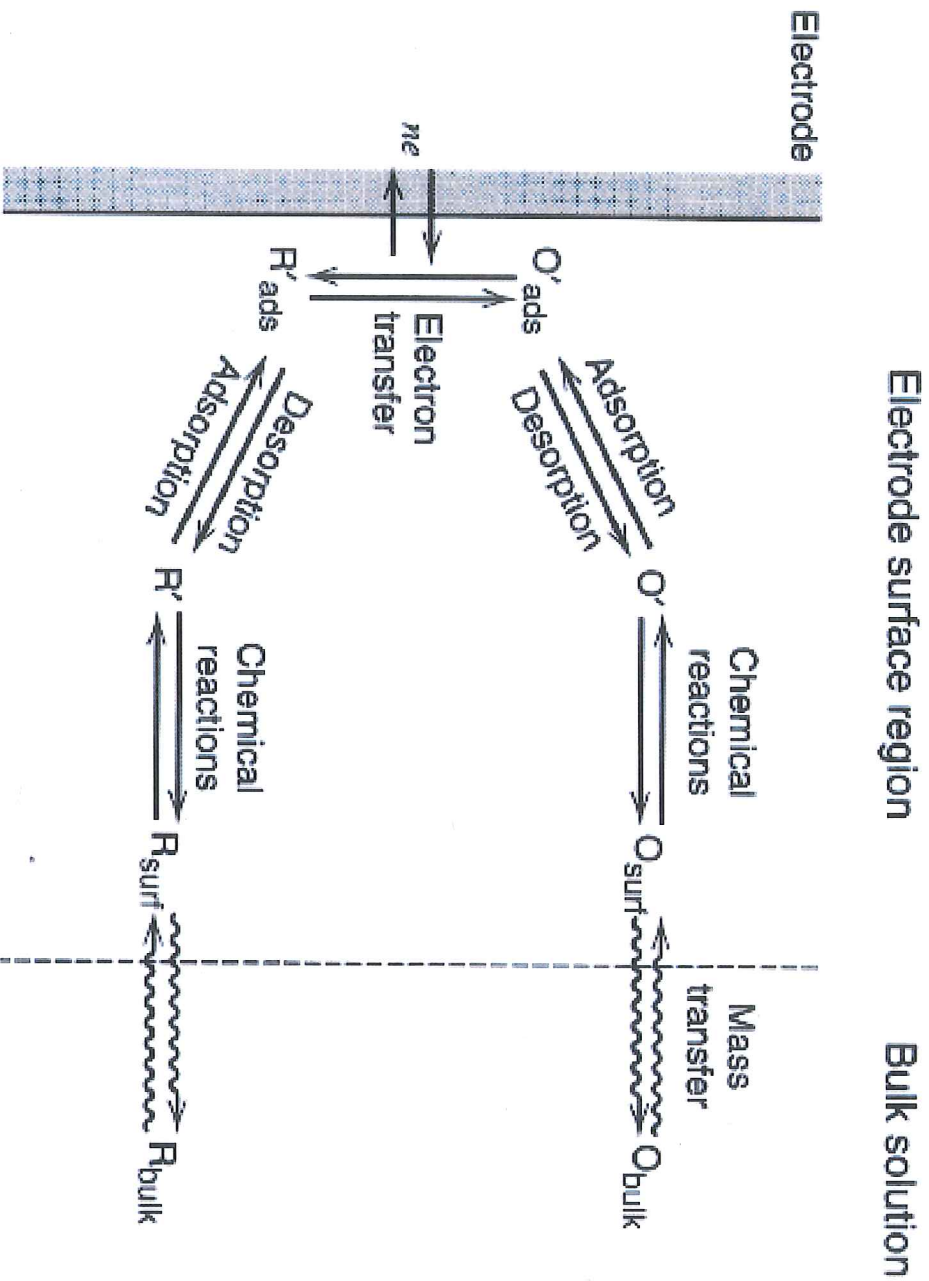 Electrode surface region
Bulk solution
Electrode
Chemical
reactions
Mass
transfer
O′ads
Adsorption
Desorption
O′
Osurf
Obulk
Electron
transfer
ne
R′ads
Desorption
Adsorption
R′
Chemical
reactions
Rsurf
Rbulk